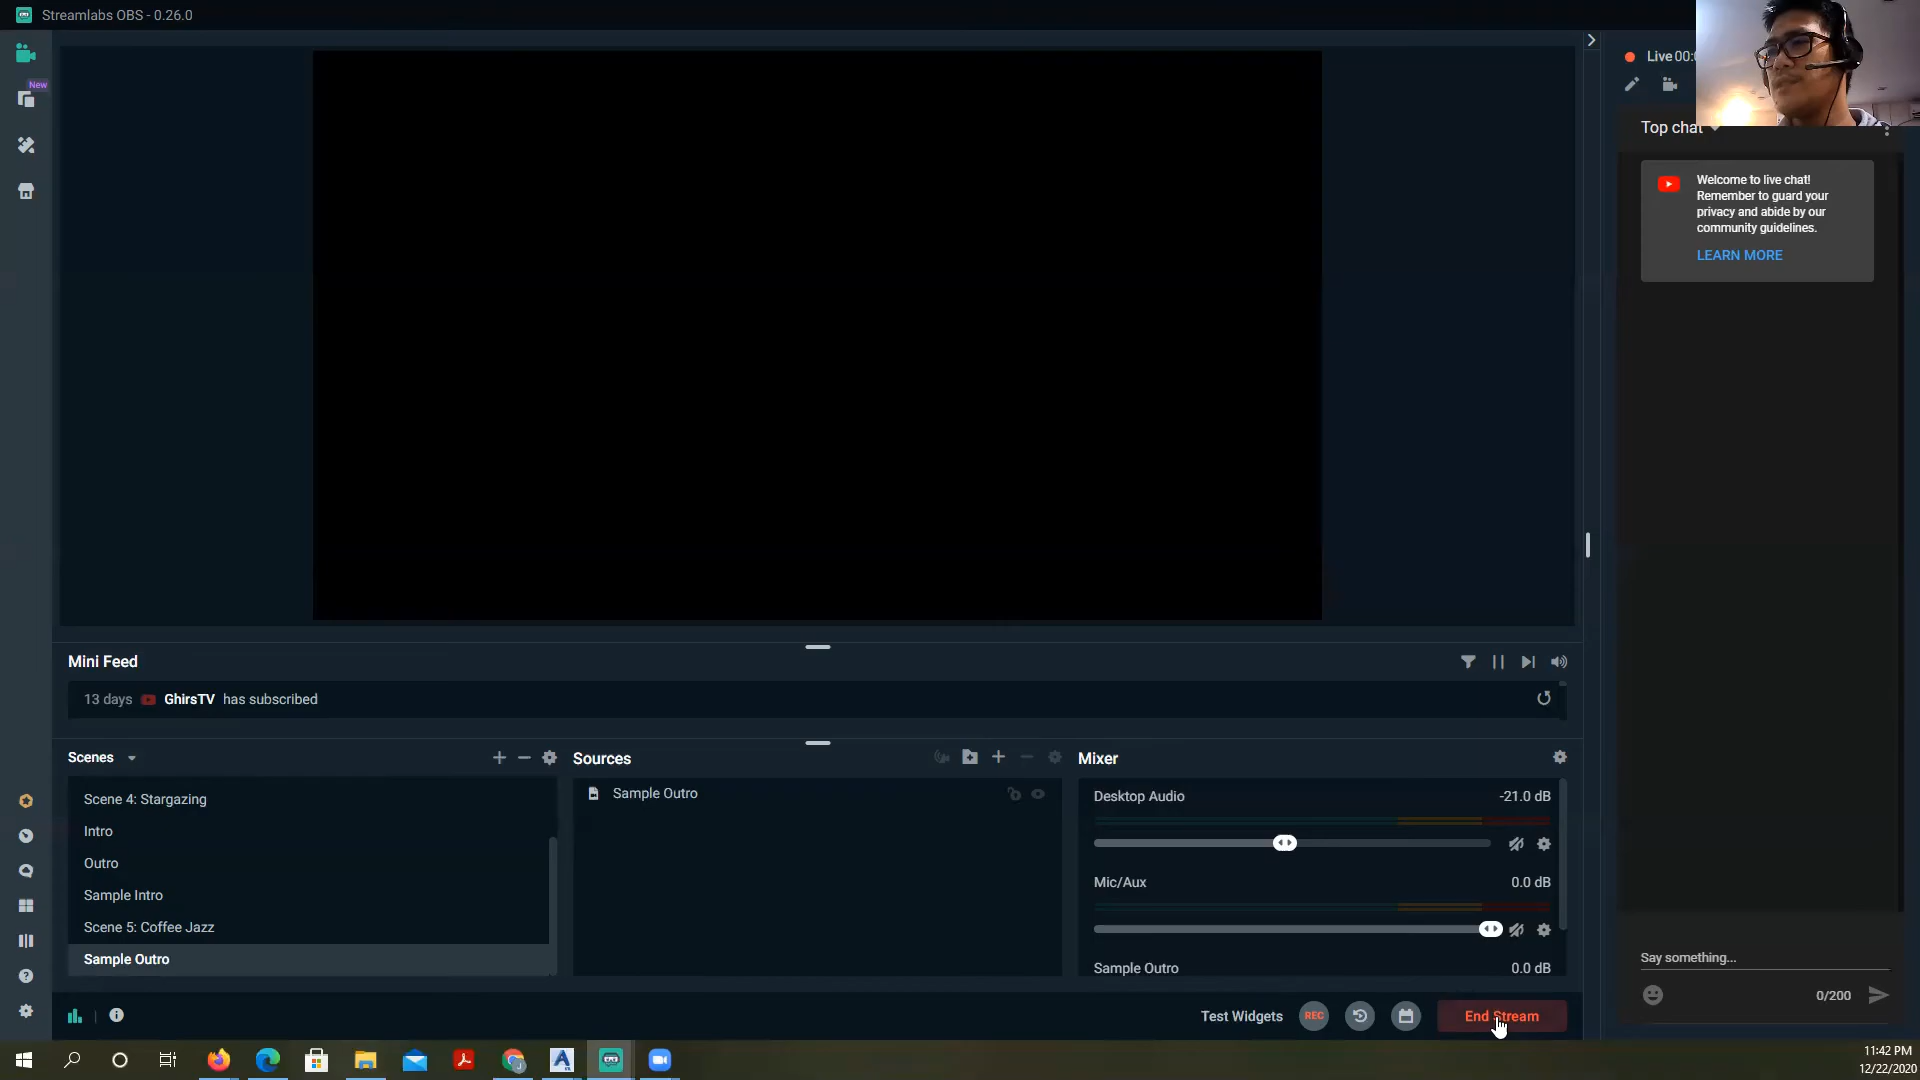 Streamlabs OBS - 0.26.0
New
Live 00:
Top chat
Welcome to live chat!
Remember to guard your
privacy and abide by our
community guidelines.
LEARN MORE
Mini Feed
13 days GhirsTV has subscribed
Scenes
Scene 4: Stargazing
Intro
Outro
Sample Intro
Scene 5: Coffee Jazz
Sample Outro
Sources
Sample Outro
Mixer
Desktop Audio -21.0 dB
Mic/Aux 0.0 dB
Sample Outro 0.0 dB
Say something...
0/200
Test Widgets REC End Stream
11:42 PM
12/22/2020